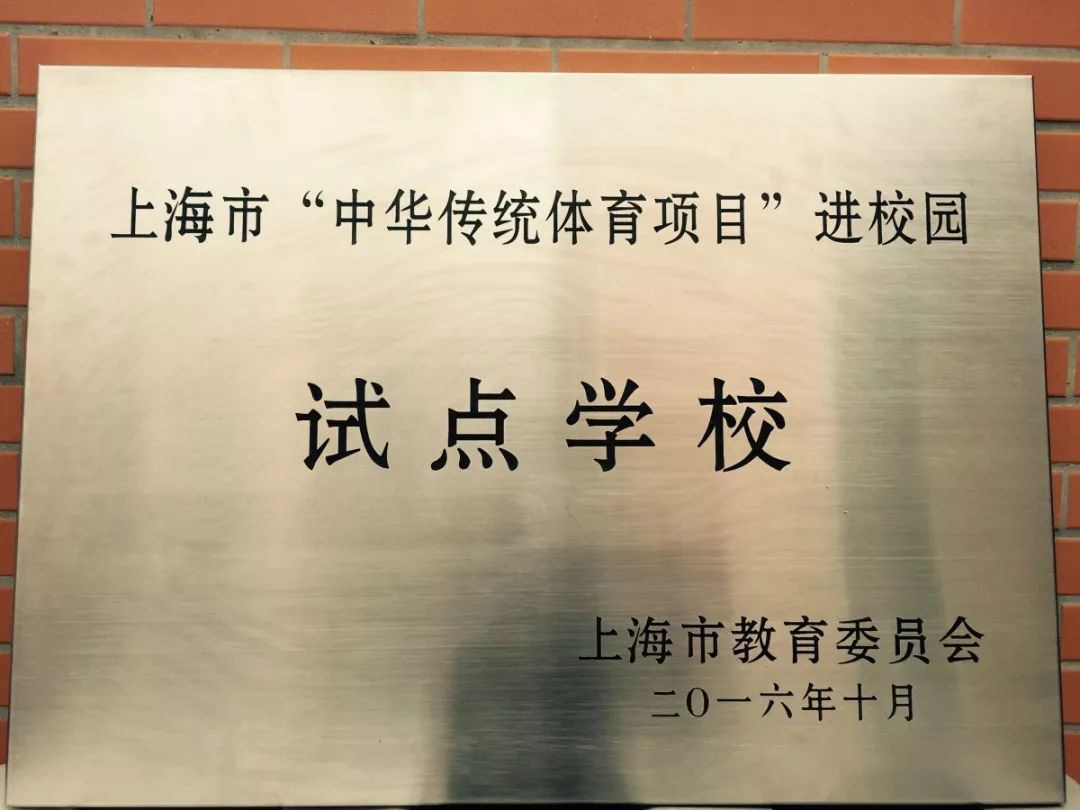 上海市“中华传统体育项目”进校园
试点学校
上海市教育委员会
二〇一六年十月